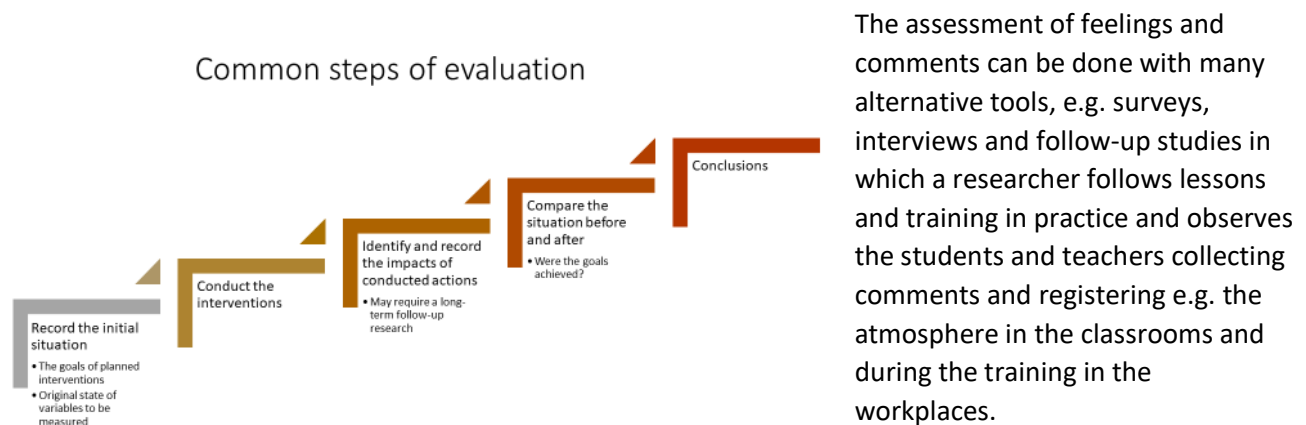 Common steps of evaluation
Record the initial
situation
• The goals of planned
interventions
• Original state of
variables to be
measured
Conduct the
interventions
Identify and record
the impacts of
conducted actions
• May require a long-
term follow-up
research
Compare the
situation before
and after
• Were the goals
achieved?
Conclusions
The assessment of feelings and
comments can be done with many
alternative tools, e.g. surveys,
interviews and follow-up studies in
which a researcher follows lessons
and training in practice and observes
the students and teachers collecting
comments and registering e.g. the
atmosphere in the classrooms and
during the training in the
workplaces.